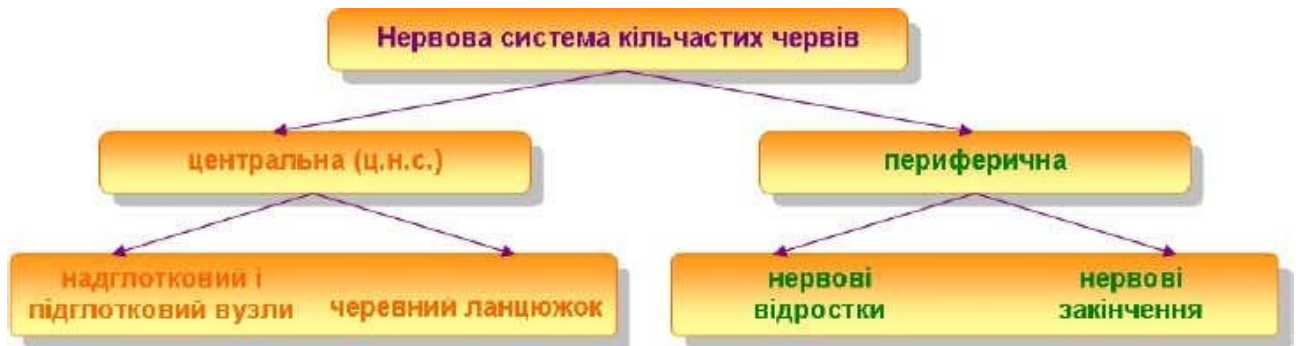 Нервова система кільчастих червів
центральна (ц.н.с.)
периферична
надглотковий і
підглотковий вузли
черевний ланцюжок
нервові
відростки
нервові
закінчення